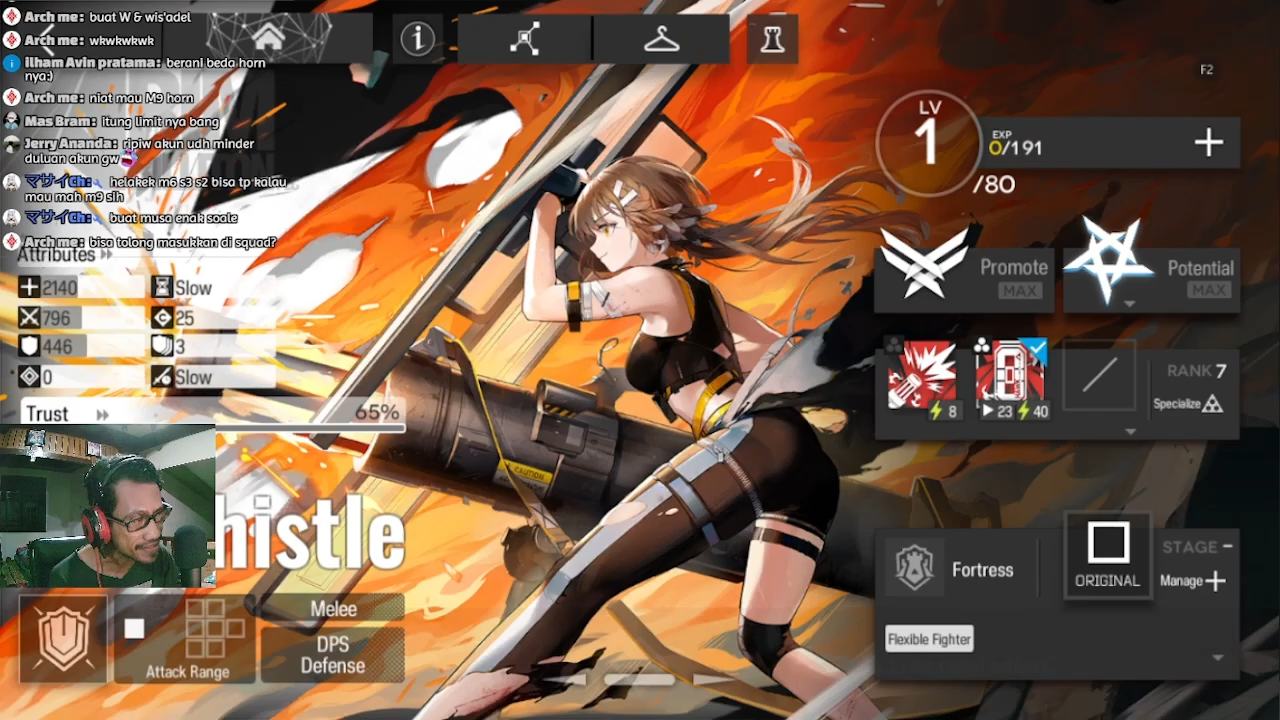 Arch me: buat W & wis'adel
Arch me: wkwkwkwk
Ilham Avin pratama: berani beda horn
nya:)
Arch me: niat mau M9 horn
Mas Bram: itung limit nya bang
Jerry Ananda: ripiw akun udh minder
duluan akun gw
マサイCh: helakek m6 s3 s2 bisa tp kalau
mau mah m9 sih
マサイCh: buat musa enak soale
Arch me: bisa tolong masukkan di squad?
F2
LV
1
/80
EXP
0/191
Promote
MAX
Potential
MAX
Attributes
2140
Slow
796
25
446
3
0
Slow
Trust
65%
8
23
40
RANK 7
Specialize
histle
CAUTION
Fortress
ORIGINAL
STAGE -
Manage +
Flexible Fighter
Attack Range
Melee
DPS
Defense